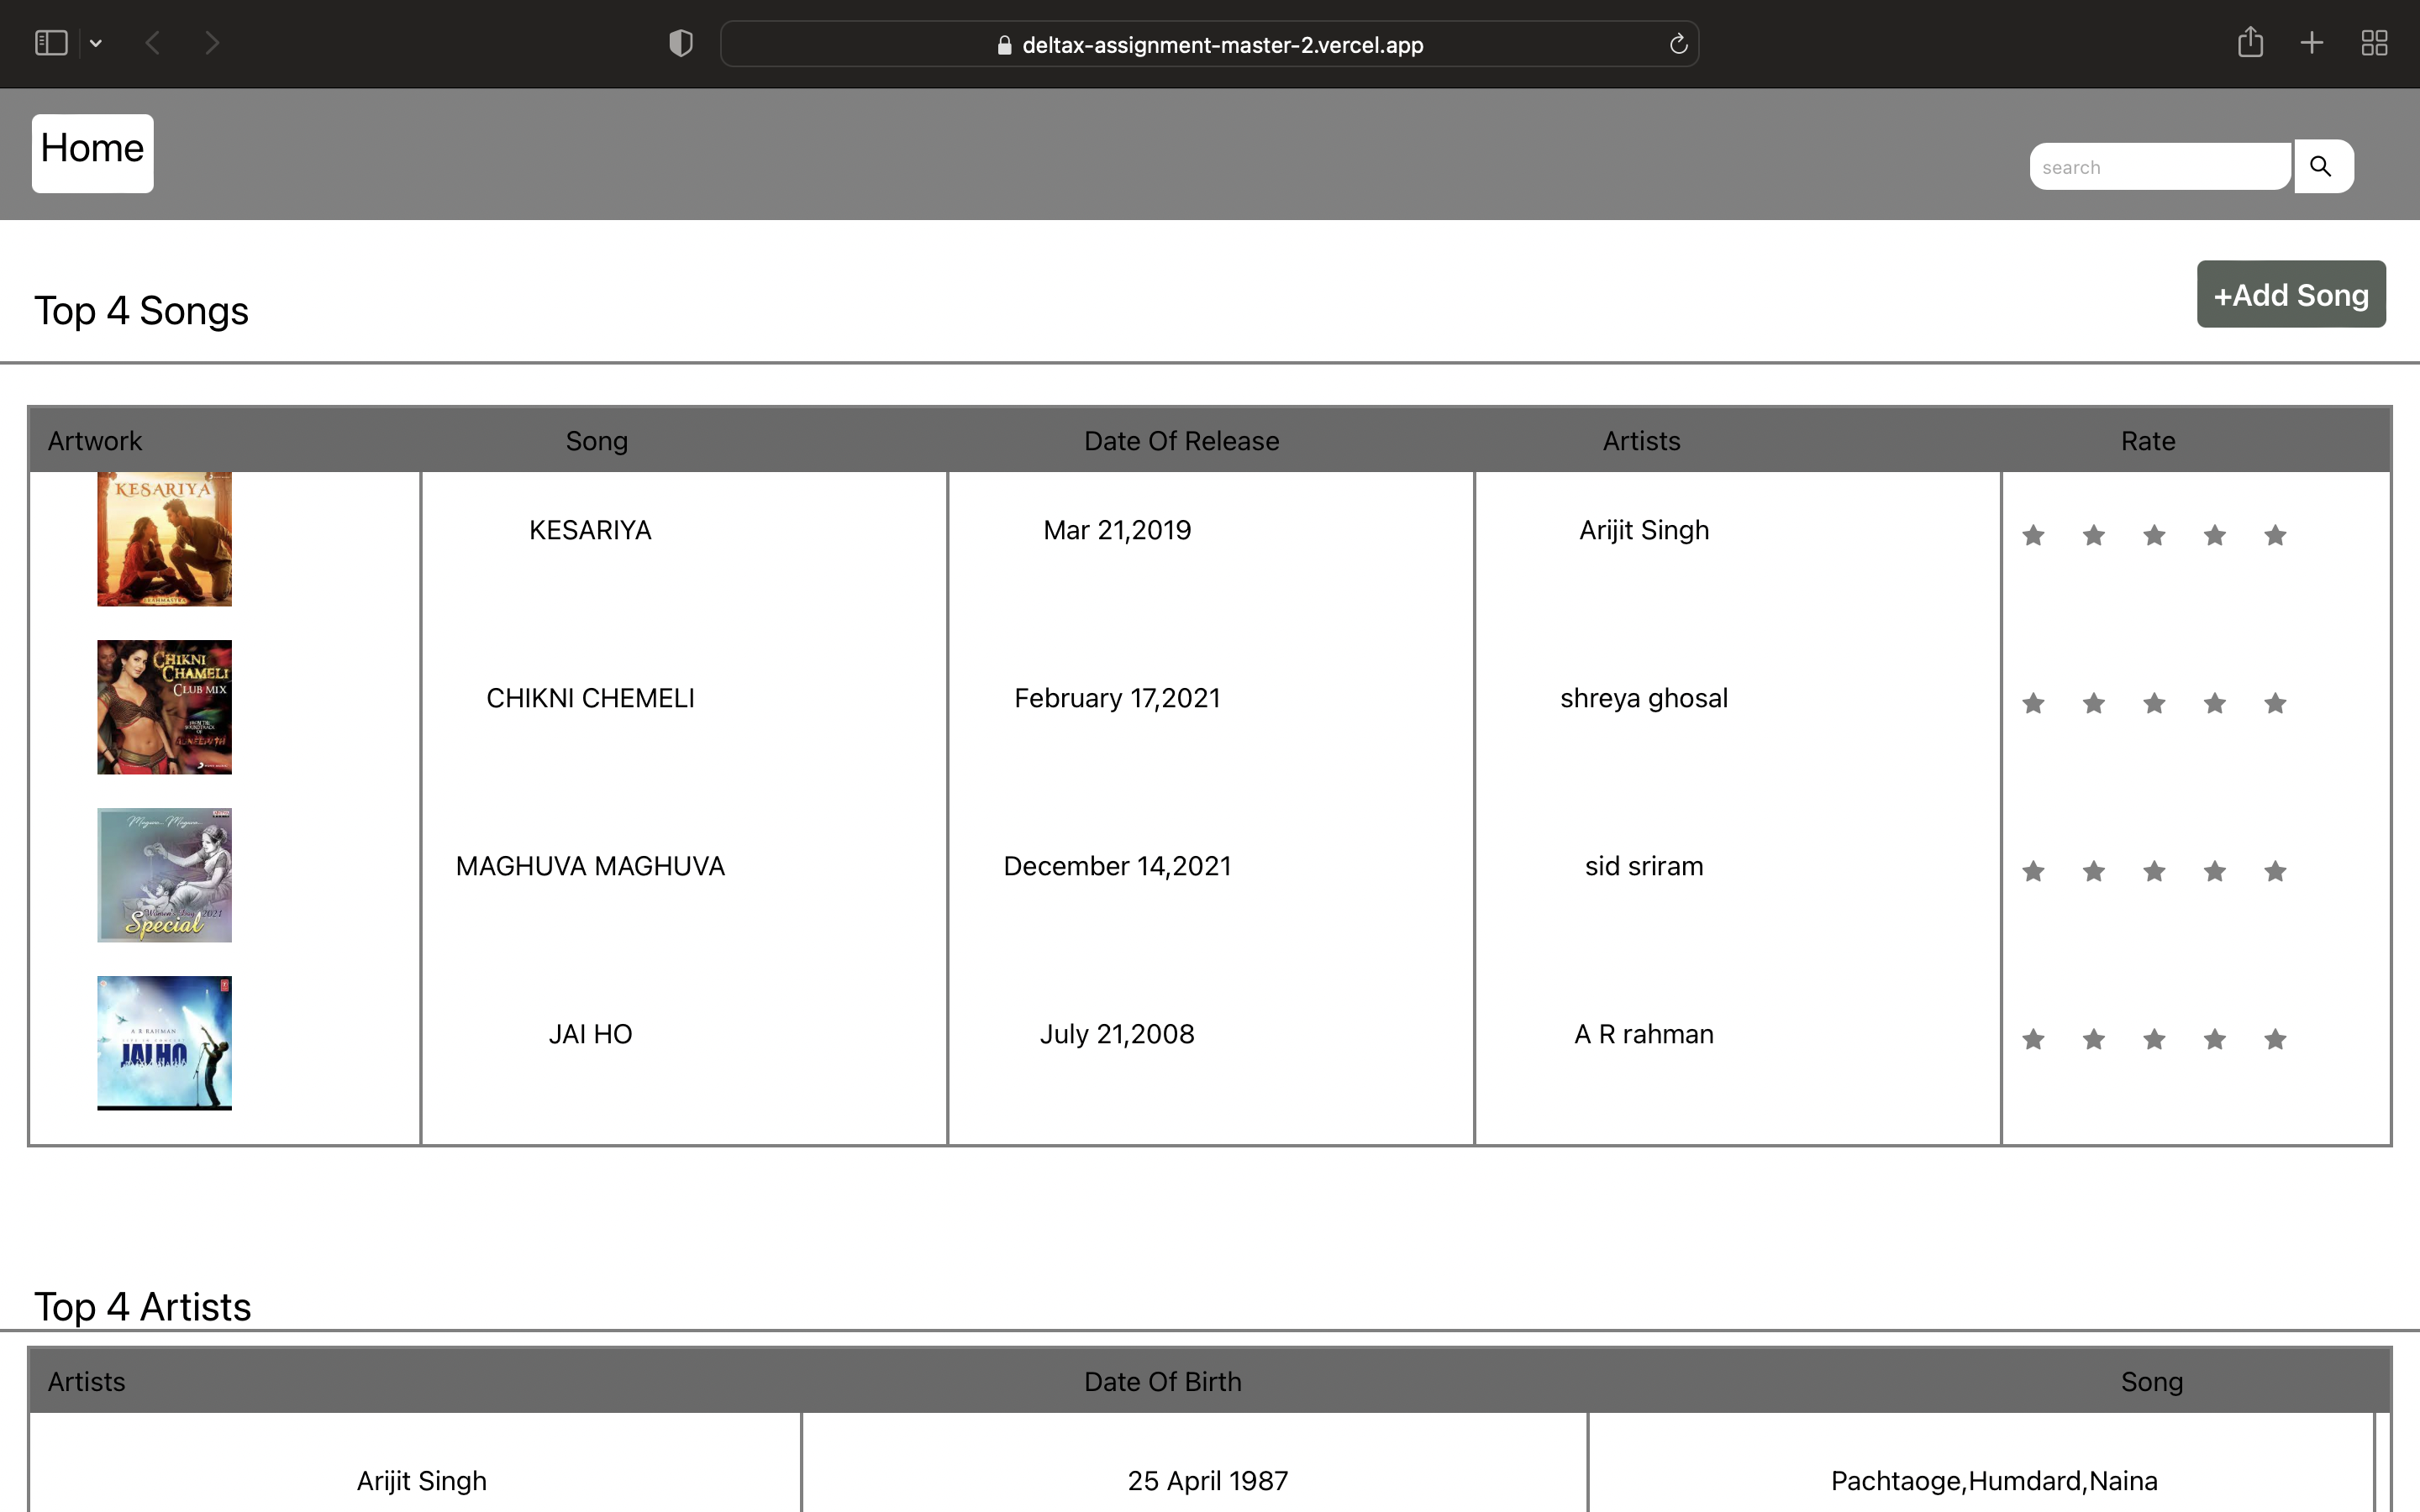 deltax-assignment-master-2.vercel.app
Home
search
Top 4 Songs
+Add Song
Artwork Song Date Of Release Artists Rate
KESARIYA
KESARIYA Mar 21,2019 Arijit Singh
CHIKNI
CHAMELI
CLUB MIX
CHIKNI CHEMELI February 17,2021 shreya ghosal
MAGHUVA MAGHUVA December 14,2021 sid sriram
Women's Day 2021
Special
A R RAHMAN
JAI HO
JAI HO July 21,2008 A R rahman
Top 4 Artists
Artists Date Of Birth Song
Arijit Singh 25 April 1987 Pachtaoge,Humdard,Naina